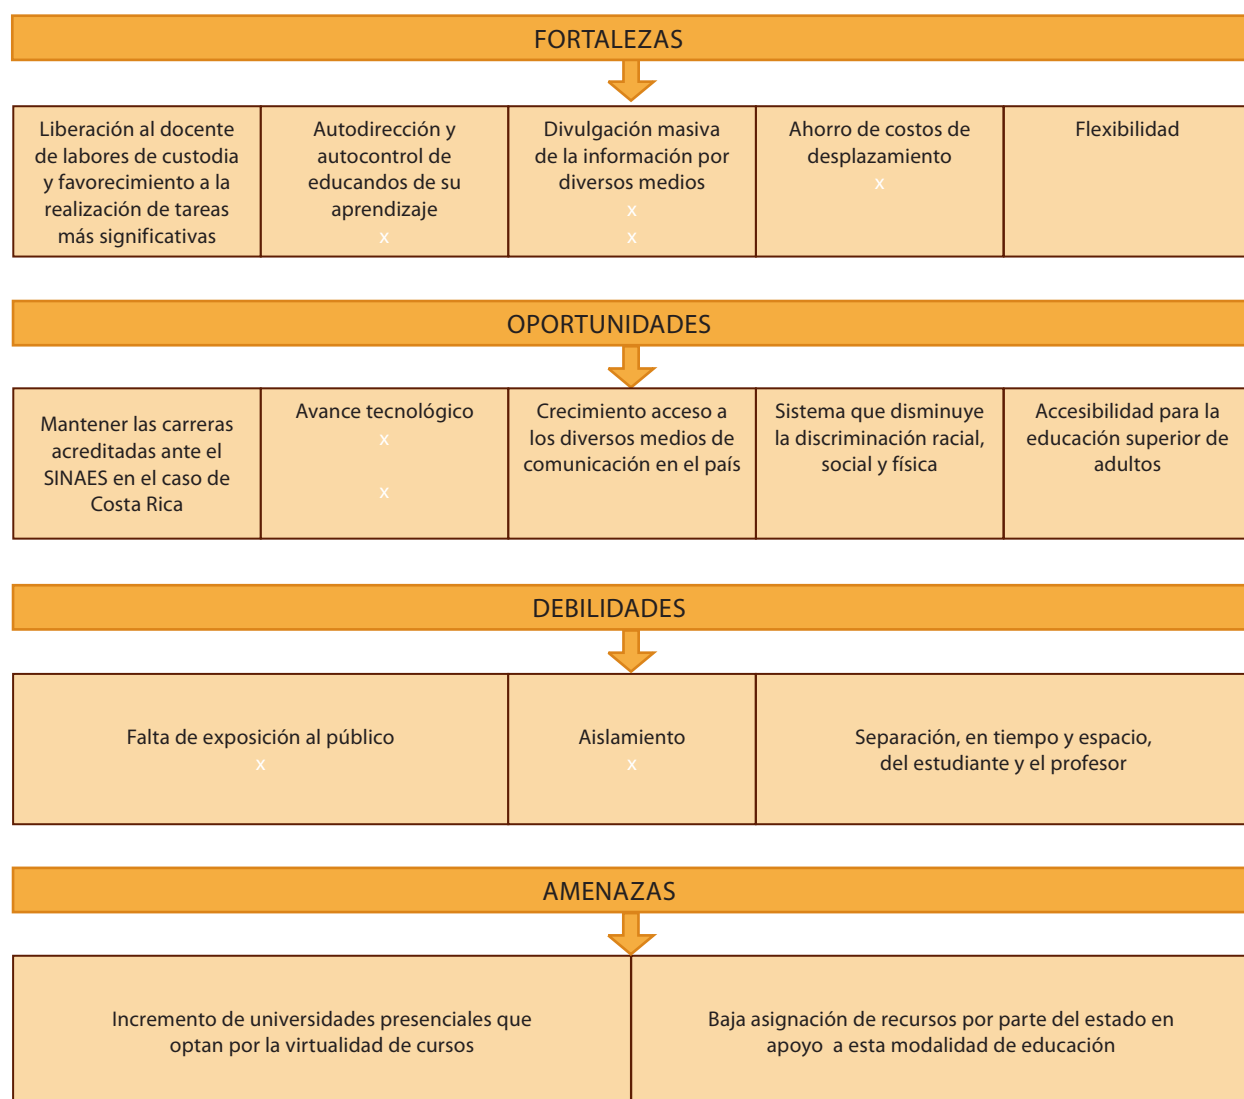 FORTALEZAS
Liberación al docente
de labores de custodia
y favorecimiento a la
realización de tareas
más significativas
Autodirección y
autocontrol de
educandos de su
aprendizaje
x
Divulgación masiva
de la información por
diversos medios
x
x
Ahorro de costos de
desplazamiento
x
Flexibilidad
OPORTUNIDADES
Mantener las carreras
acreditadas ante el
SINAES en el caso de
Costa Rica
Avance tecnológico
x
x
Crecimiento acceso a
los diversos medios de
comunicación en el país
Sistema que disminuye
la discriminación racial,
social y física
Accesibilidad para la
educación superior de
adultos
DEBILIDADES
Falta de exposición al público
x
Aislamiento
x
Separación, en tiempo y espacio,
del estudiante y el profesor
AMENAZAS
Incremento de universidades presenciales que
optan por la virtualidad de cursos
Baja asignación de recursos por parte del estado en
apoyo a esta modalidad de educación